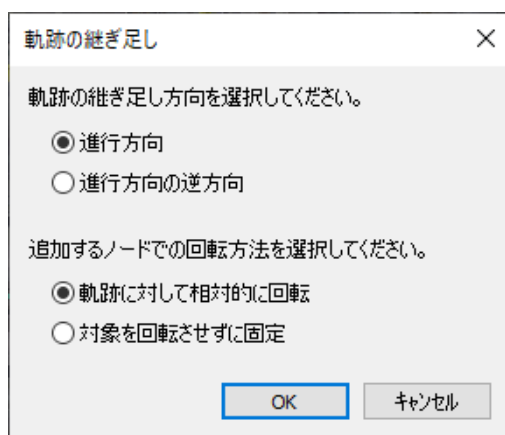 軌跡の継ぎ足し
軌跡の継ぎ足し方向を選択してください。
進行方向
進行方向の逆方向
追加するノードでの回転方法を選択してください。
軌跡に対して相対的に回転
対象を回転させずに固定
OK
キャンセル